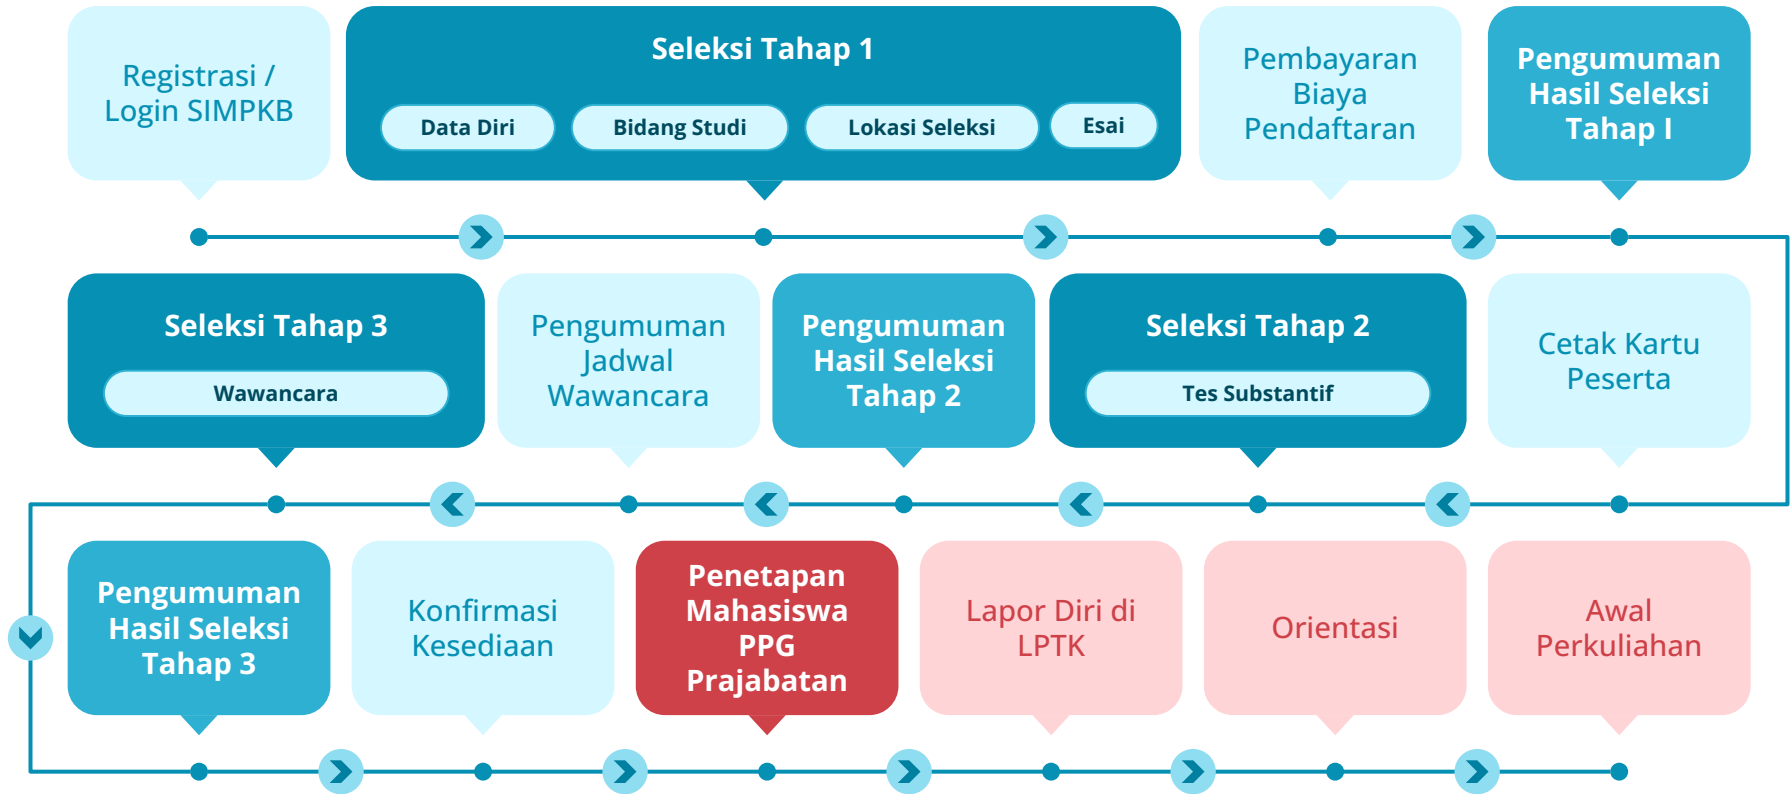 Registrasi /
Login SIMPKB
Seleksi Tahap 1
Data Diri
Bidang Studi
Lokasi Seleksi
Esai
Pembayaran
Biaya
Pendaftaran
Pengumuman
Hasil Seleksi
Tahap I
Seleksi Tahap 3
Wawancara
Pengumuman
Jadwal
Wawancara
Pengumuman
Hasil Seleksi
Tahap 2
Seleksi Tahap 2
Tes Substantif
Cetak Kartu
Peserta
Pengumuman
Hasil Seleksi
Tahap 3
Konfirmasi
Kesediaan
Penetapan
Mahasiswa
PPG
Prajabatan
Lapor Diri di
LPTK
Orientasi
Awal
Perkuliahan